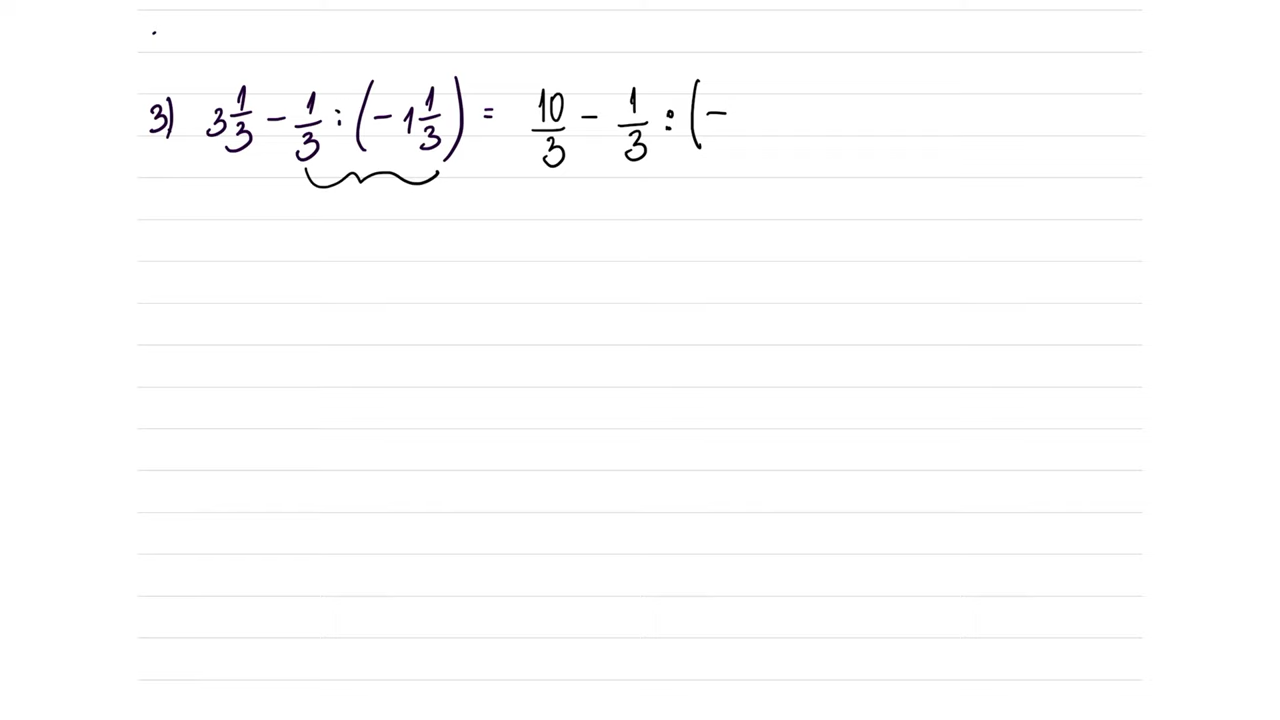 3) 3 1/3 - 1/3 : (- 1 1/3) = 10/3 - 1/3 : (-